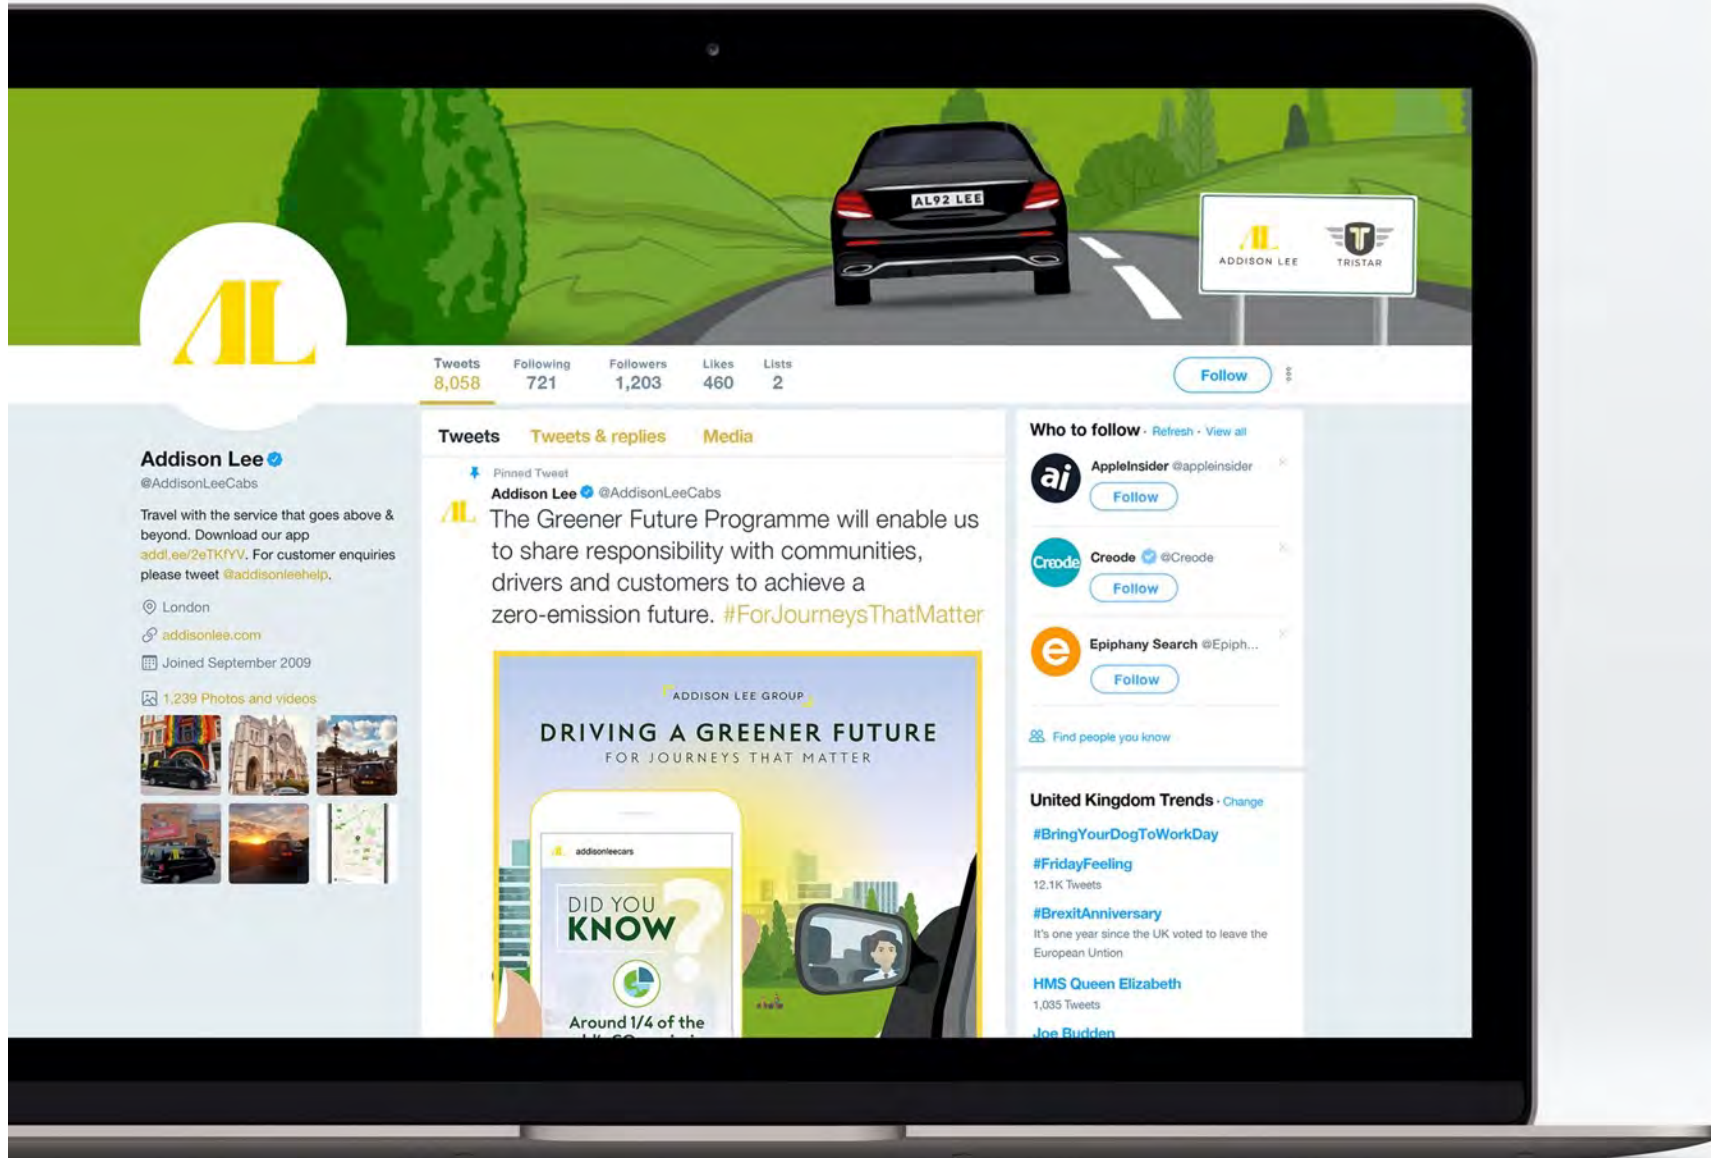 AL92 LEE
AL
ADDISON LEE
T
TRISTAR
AL
Tweets
8,058
Following
721
Followers
1,203
Likes
460
Lists
2
Follow
Addison Lee
@AddisonLeeCabs
Travel with the service that goes above &
beyond. Download our app
addl.ee/2eTKfYV. For customer enquiries
please tweet @addisonleehelp.
London
addisonlee.com
Joined September 2009
1,239 Photos and videos
Tweets Tweets & replies Media
Pinned Tweet
AL
Addison Lee @AddisonLeeCabs
The Greener Future Programme will enable us
to share responsibility with communities,
drivers and customers to achieve a
zero-emission future. #ForJourneysThatMatter
ADDISON LEE GROUP
DRIVING A GREENER FUTURE
FOR JOURNEYS THAT MATTER
AL addisonleecars
DID YOU
KNOW
?
Around 1/4 of the
Who to follow · Refresh · View all
ai
AppleInsider @appleinsider
Follow
Creode
Creode @Creode
Follow
e
Epiphany Search @Epiph...
Follow
Find people you know
United Kingdom Trends · Change
#BringYourDogToWorkDay
#FridayFeeling
12.1K Tweets
#BrexitAnniversary
It's one year since the UK voted to leave the
European Untion
HMS Queen Elizabeth
1,035 Tweets
Joe Budden